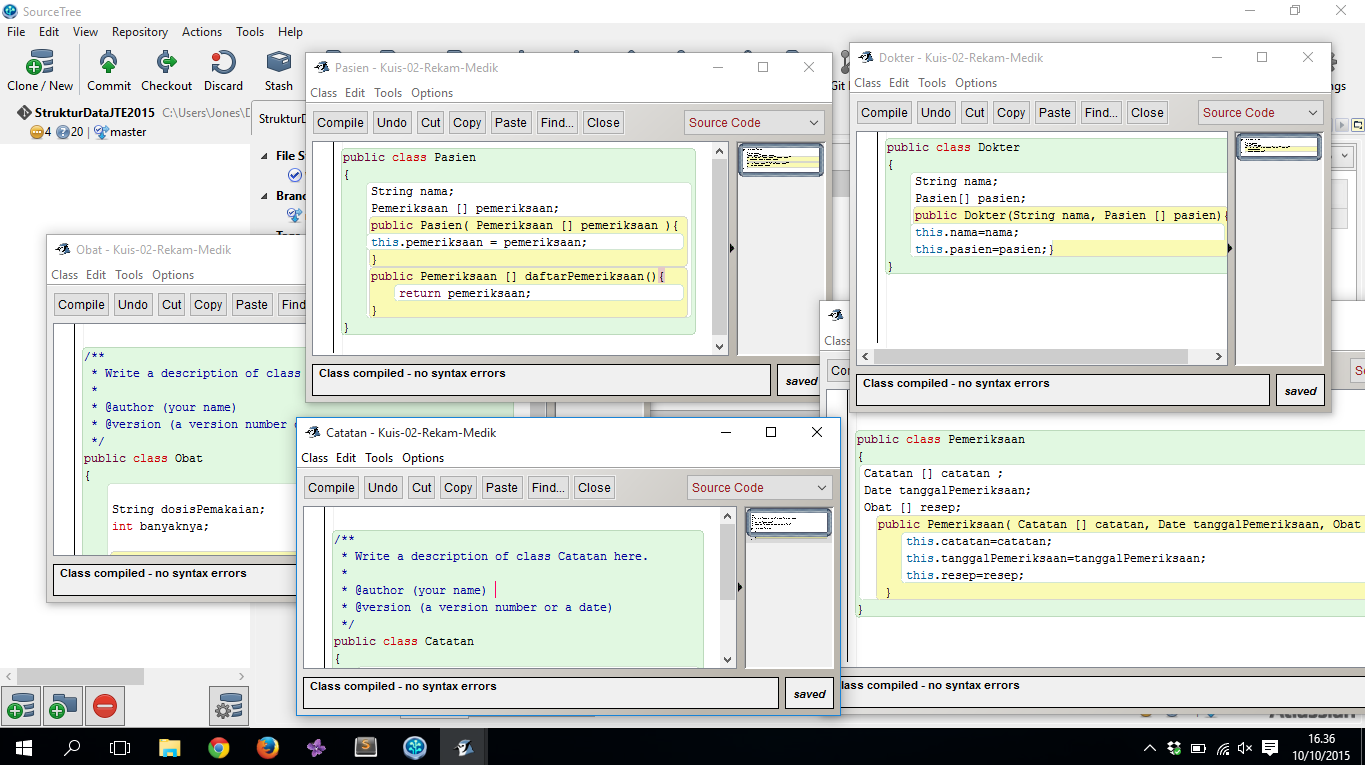 SourceTree
File Edit View Repository Actions Tools Help
Clone / New Commit Checkout Discard Stash
StrukturDataJTE2015 C:\Users\Jones\D
4 20 master
StrukturD
File S
Branc
Pasien - Kuis-02-Rekam-Medik
Class Edit Tools Options
Compile Undo Cut Copy Paste Find... Close Source Code
public class Pasien
{
String nama;
Pemeriksaan [] pemeriksaan;
public Pasien( Pemeriksaan [] pemeriksaan ){
this.pemeriksaan = pemeriksaan;
}
public Pemeriksaan [] daftarPemeriksaan(){
return pemeriksaan;
}
}
Class compiled - no syntax errors
saved
Dokter - Kuis-02-Rekam-Medik
Class Edit Tools Options
Compile Undo Cut Copy Paste Find... Close Source Code
public class Dokter
{
String nama;
Pasien[] pasien;
public Dokter(String nama, Pasien [] pasien){
this.nama=nama;
this.pasien=pasien;}
}
Class compiled - no syntax errors
saved
Obat - Kuis-02-Rekam-Medik
Class Edit Tools Options
Compile Undo Cut Copy Paste Find
/**
* Write a description of class
*
* @author (your name)
* @version (a version number
*/
public class Obat
{
String dosisPemakaian;
int banyaknya;
Class compiled - no syntax errors
Catatan - Kuis-02-Rekam-Medik
Class Edit Tools Options
Compile Undo Cut Copy Paste Find... Close Source Code
/**
* Write a description of class Catatan here.
*
* @author (your name)
* @version (a version number or a date)
*/
public class Catatan
{
Class compiled - no syntax errors
saved
Class
Co
public class Pemeriksaan
{
Catatan [] catatan ;
Date tanggalPemeriksaan;
Obat [] resep;
public Pemeriksaan( Catatan [] catatan, Date tanggalPemeriksaan, Obat
this.catatan=catatan;
this.tanggalPemeriksaan=tanggalPemeriksaan;
this.resep=resep;
}
}
lass compiled - no syntax errors
16.36
10/10/2015